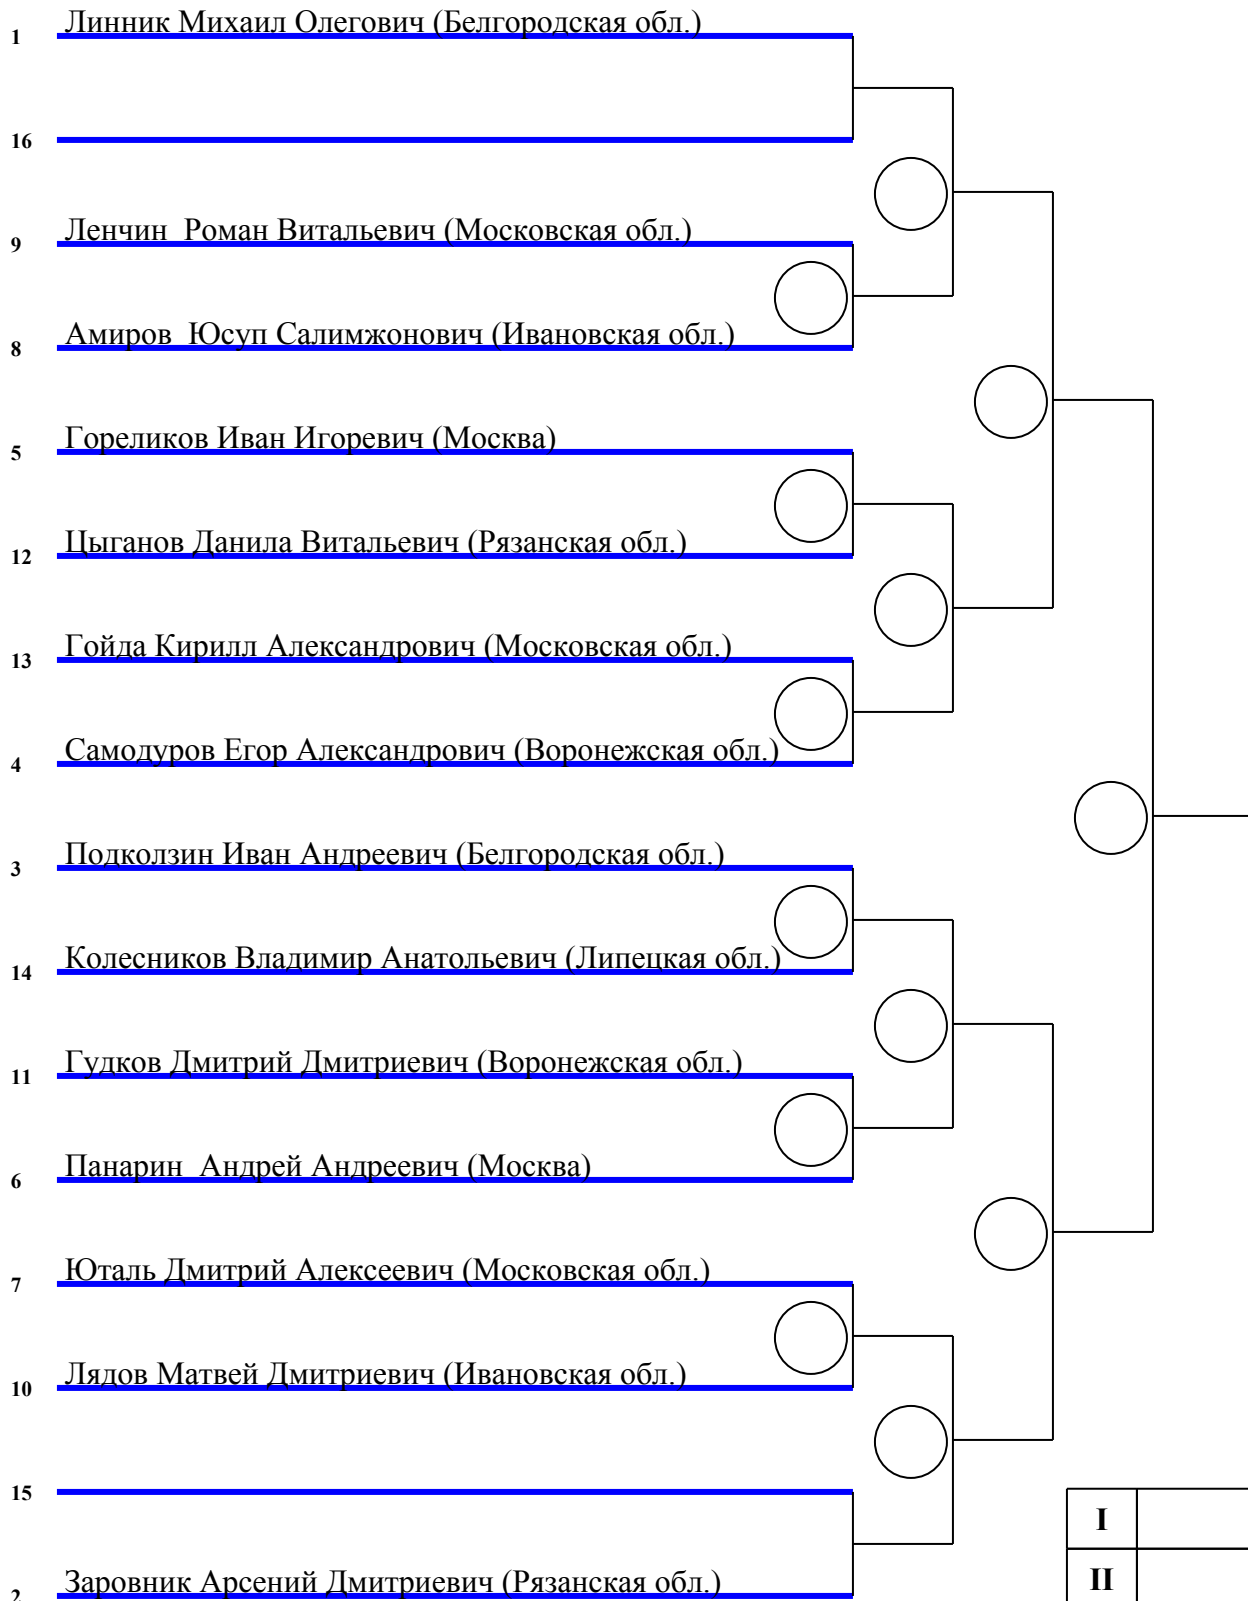 1 Линник Михаил Олегович (Белгородская обл.)
16
9 Ленчин  Роман Витальевич (Московская обл.)
8 Амиров  Юсуп Салимжонович (Ивановская обл.)
5 Гореликов Иван Игоревич (Москва)
12 Цыганов Данила Витальевич (Рязанская обл.)
13 Гойда Кирилл Александрович (Московская обл.)
4 Самодуров Егор Александрович (Воронежская обл.)
3 Подколзин Иван Андреевич (Белгородская обл.)
14 Колесников Владимир Анатольевич (Липецкая обл.)
11 Гудков Дмитрий Дмитриевич (Воронежская обл.)
6 Панарин  Андрей Андреевич (Москва)
7 Юталь Дмитрий Алексеевич (Московская обл.)
10 Лядов Матвей Дмитриевич (Ивановская обл.)
15
I
II
2 Заровник Арсений Дмитриевич (Рязанская обл.)